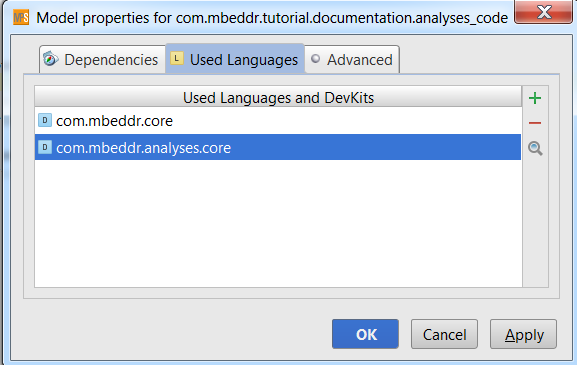 Model properties for com.mbeddr.tutorial.documentation.analyses_code
Dependencies
L Used Languages
Advanced
Used Languages and DevKits
D com.mbeddr.core
D com.mbeddr.analyses.core
OK
Cancel
Apply